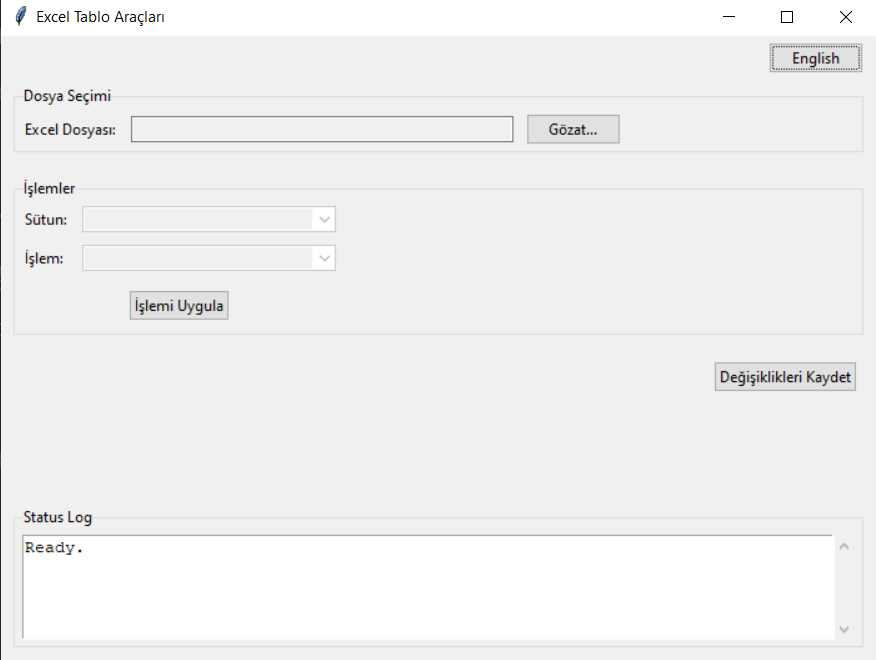 Excel Tablo Araçları
English
Dosya Seçimi
Excel Dosyası:
Gözat...
İşlemler
Sütun:
İşlem:
İşlemi Uygula
Değişiklikleri Kaydet
Status Log
Ready.